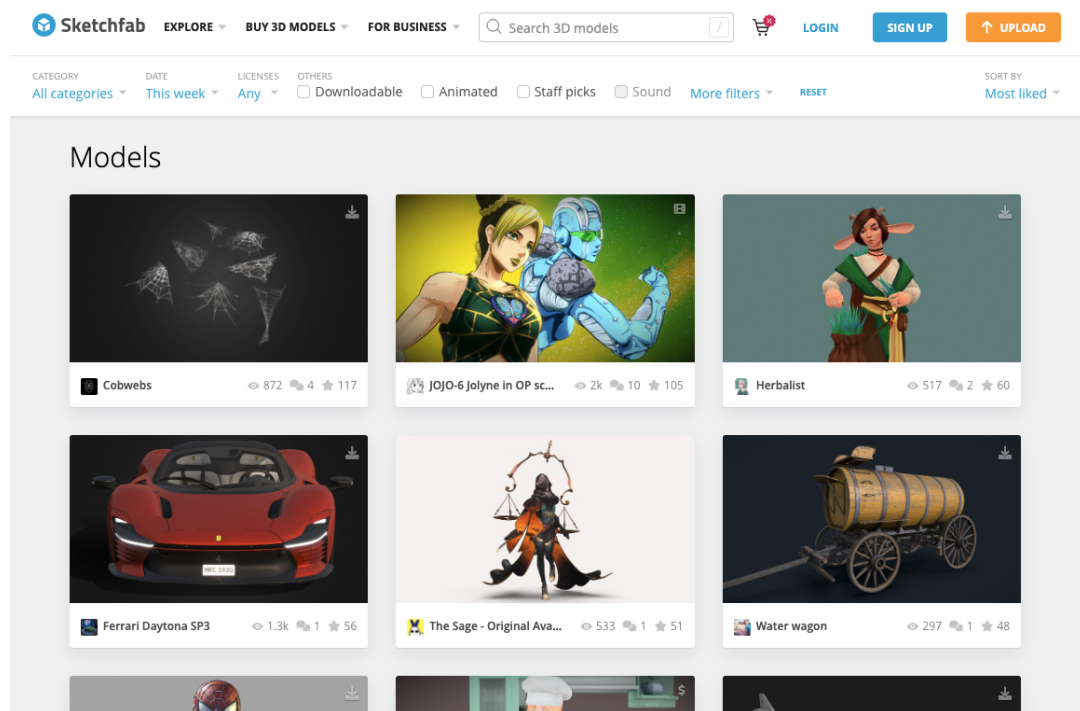 Sketchfab EXPLORE BUY 3D MODELS FOR BUSINESS Search 3D models / LOGIN SIGN UP UPLOAD
CATEGORY DATE LICENSES OTHERS SORT BY
All categories This week Any Downloadable Animated Staff picks Sound More filters RESET Most liked
Models
Cobwebs 872 4 117
JOJO-6 Jolyne in OP sc... 2k 10 105
Herbalist 517 2 60
Ferrari Daytona SP3 1.3k 1 56
The Sage - Original Ava... 533 1 51
Water wagon 297 1 48
$